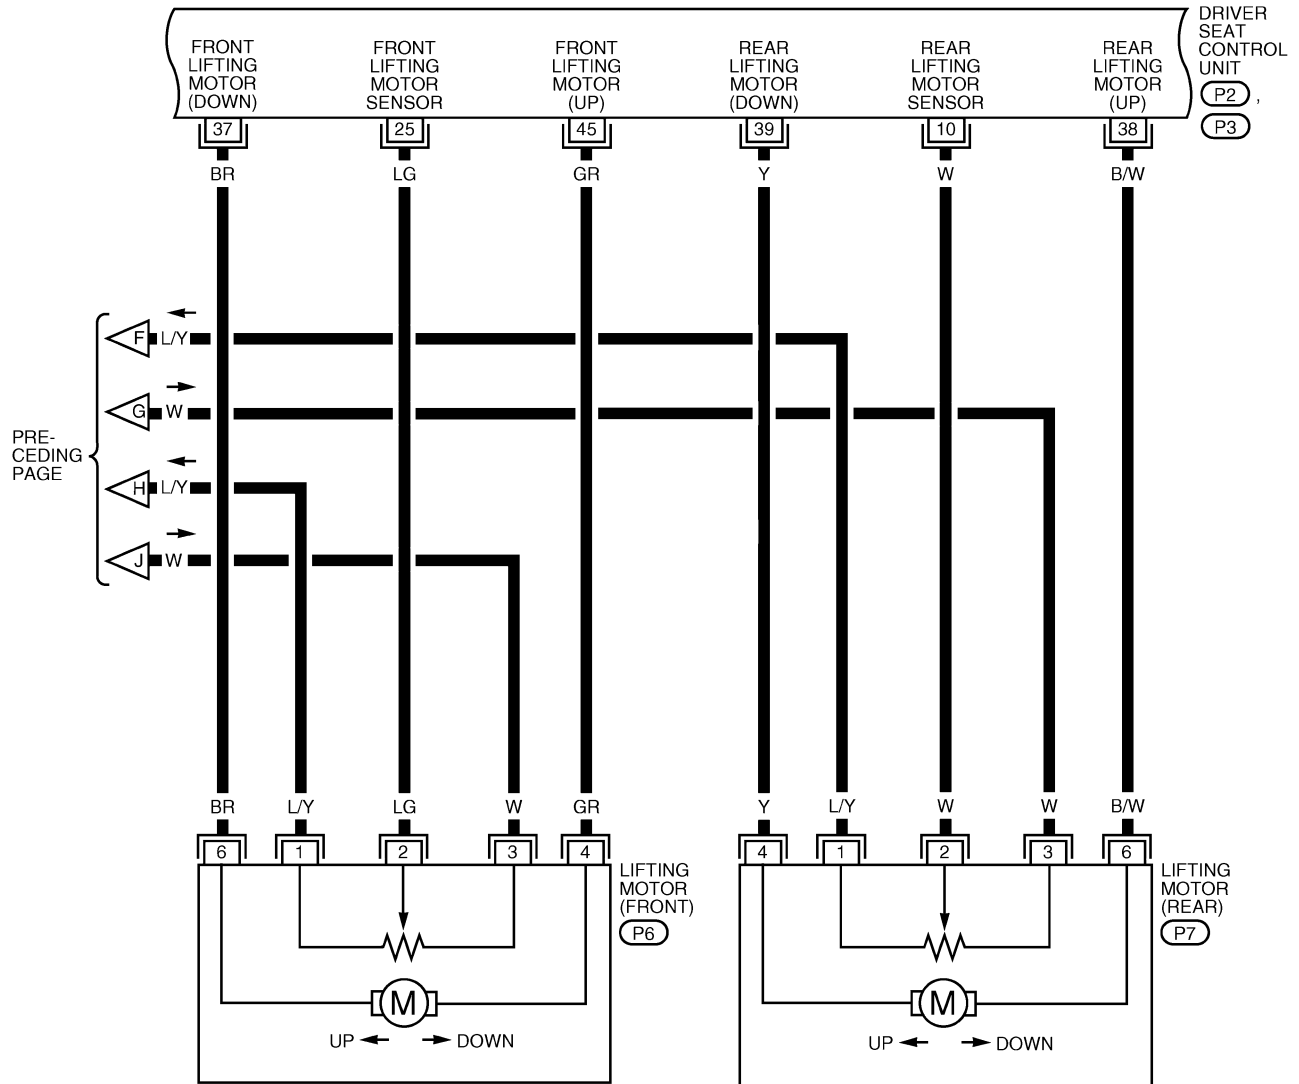 DRIVER
SEAT
CONTROL
UNIT
P2 ,
P3
FRONT
LIFTING
MOTOR
(DOWN)
FRONT
LIFTING
MOTOR
SENSOR
FRONT
LIFTING
MOTOR
(UP)
REAR
LIFTING
MOTOR
(DOWN)
REAR
LIFTING
MOTOR
SENSOR
REAR
LIFTING
MOTOR
(UP)
37 25 45 39 10 38
BR LG GR Y W B/W
PRE-
CEDING
PAGE
F L/Y
G W
H L/Y
J W
BR L/Y LG W GR Y L/Y W W B/W
6 1 2 3 4 4 1 2 3 6
LIFTING
MOTOR
(FRONT)
P6
LIFTING
MOTOR
(REAR)
P7
M
UP DOWN
M
UP DOWN